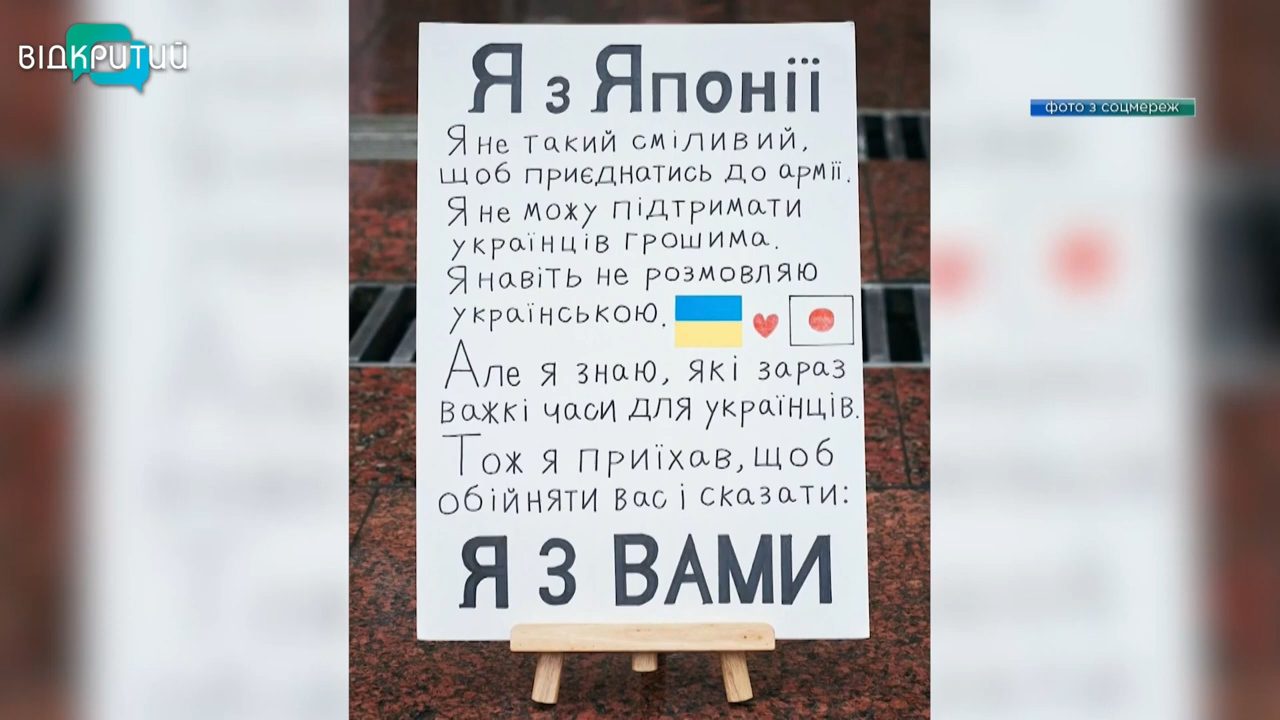 ВІДКРИТИЙ
фото з соцмереж
Я з Японії
Я не такий сміливий,
щоб приєднатись до армії.
Я не можу підтримати
українців грошима.
Я навіть не розмовляю
українською.
Але я знаю, які зараз
важкі часи для українців.
Тож я приїхав, щоб
обійняти вас і сказати:
Я З ВАМИ